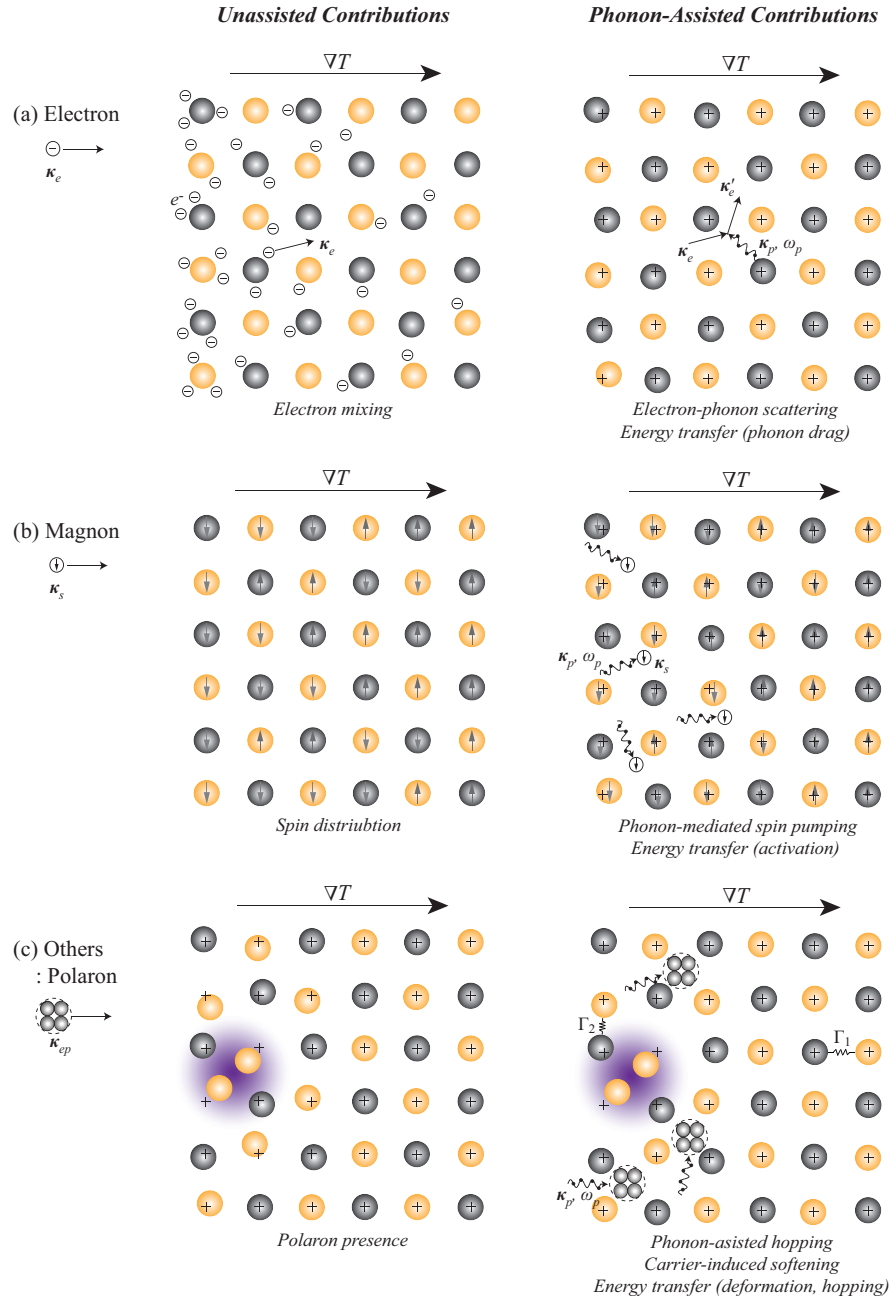 Unassisted Contributions
Phonon-Assisted Contributions
∇T
∇T
(a) Electron
κe
e-
κe
κe′
κe
κp, ωp
Electron mixing
Electron-phonon scattering
Energy transfer (phonon drag)
∇T
∇T
(b) Magnon
κs
κp, ωp
κs
Spin distriubtion
Phonon-mediated spin pumping
Energy transfer (activation)
∇T
∇T
(c) Others
: Polaron
κep
Γ2
Γ1
κp, ωp
Polaron presence
Phonon-asisted hopping
Carrier-induced softening
Energy transfer (deformation, hopping)